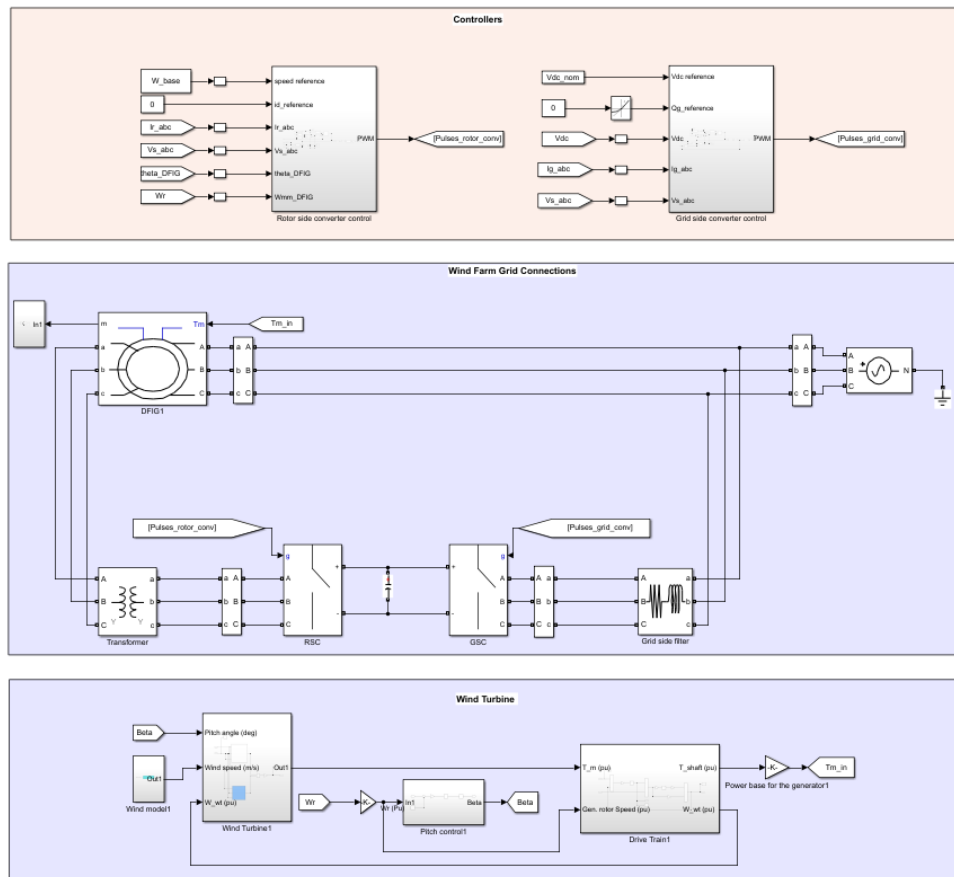 Controllers
W_base
speed reference
0
id_reference
Ir_abc
Ir_abc
Vs_abc
Vs_abc
theta_DFIG
theta_DFIG
Wr
Wmm_DFIG
PWM
[Pulses_rotor_conv]
Rotor side converter control
Vdc_nom
Vdc reference
0
Qg_reference
Vdc
Vdc
Ig_abc
Ig_abc
Vs_abc
Vs_abc
PWM
[Pulses_grid_conv]
Grid side converter control
Wind Farm Grid Connections
In1
m
Tm
Tm_in
a
A
a A
b
B
b B
c
C
c C
DFIG1
a A
b B
c C
A
B
C
N
[Pulses_rotor_conv]
[Pulses_grid_conv]
A
a
B
b
C
c
Y
Y
Transformer
A a
B b
C c
g
A
B
C
+
-
RSC
+
-
g
A
B
C
GSC
A a
B b
C c
A
a
B
b
C
c
Grid side filter
Wind Turbine
Beta
Pitch angle (deg)
Out1
Wind speed (m/s)
Out1
Wind model1
W_wt (pu)
Wind Turbine1
Wr
-K-
Wr (Pu)
In1
Beta
Beta
Pitch control1
T_m (pu)
T_shaft (pu)
Gen. rotor Speed (pu)
W_wt (pu)
Drive Train1
-K-
Tm_in
Power base for the generator1